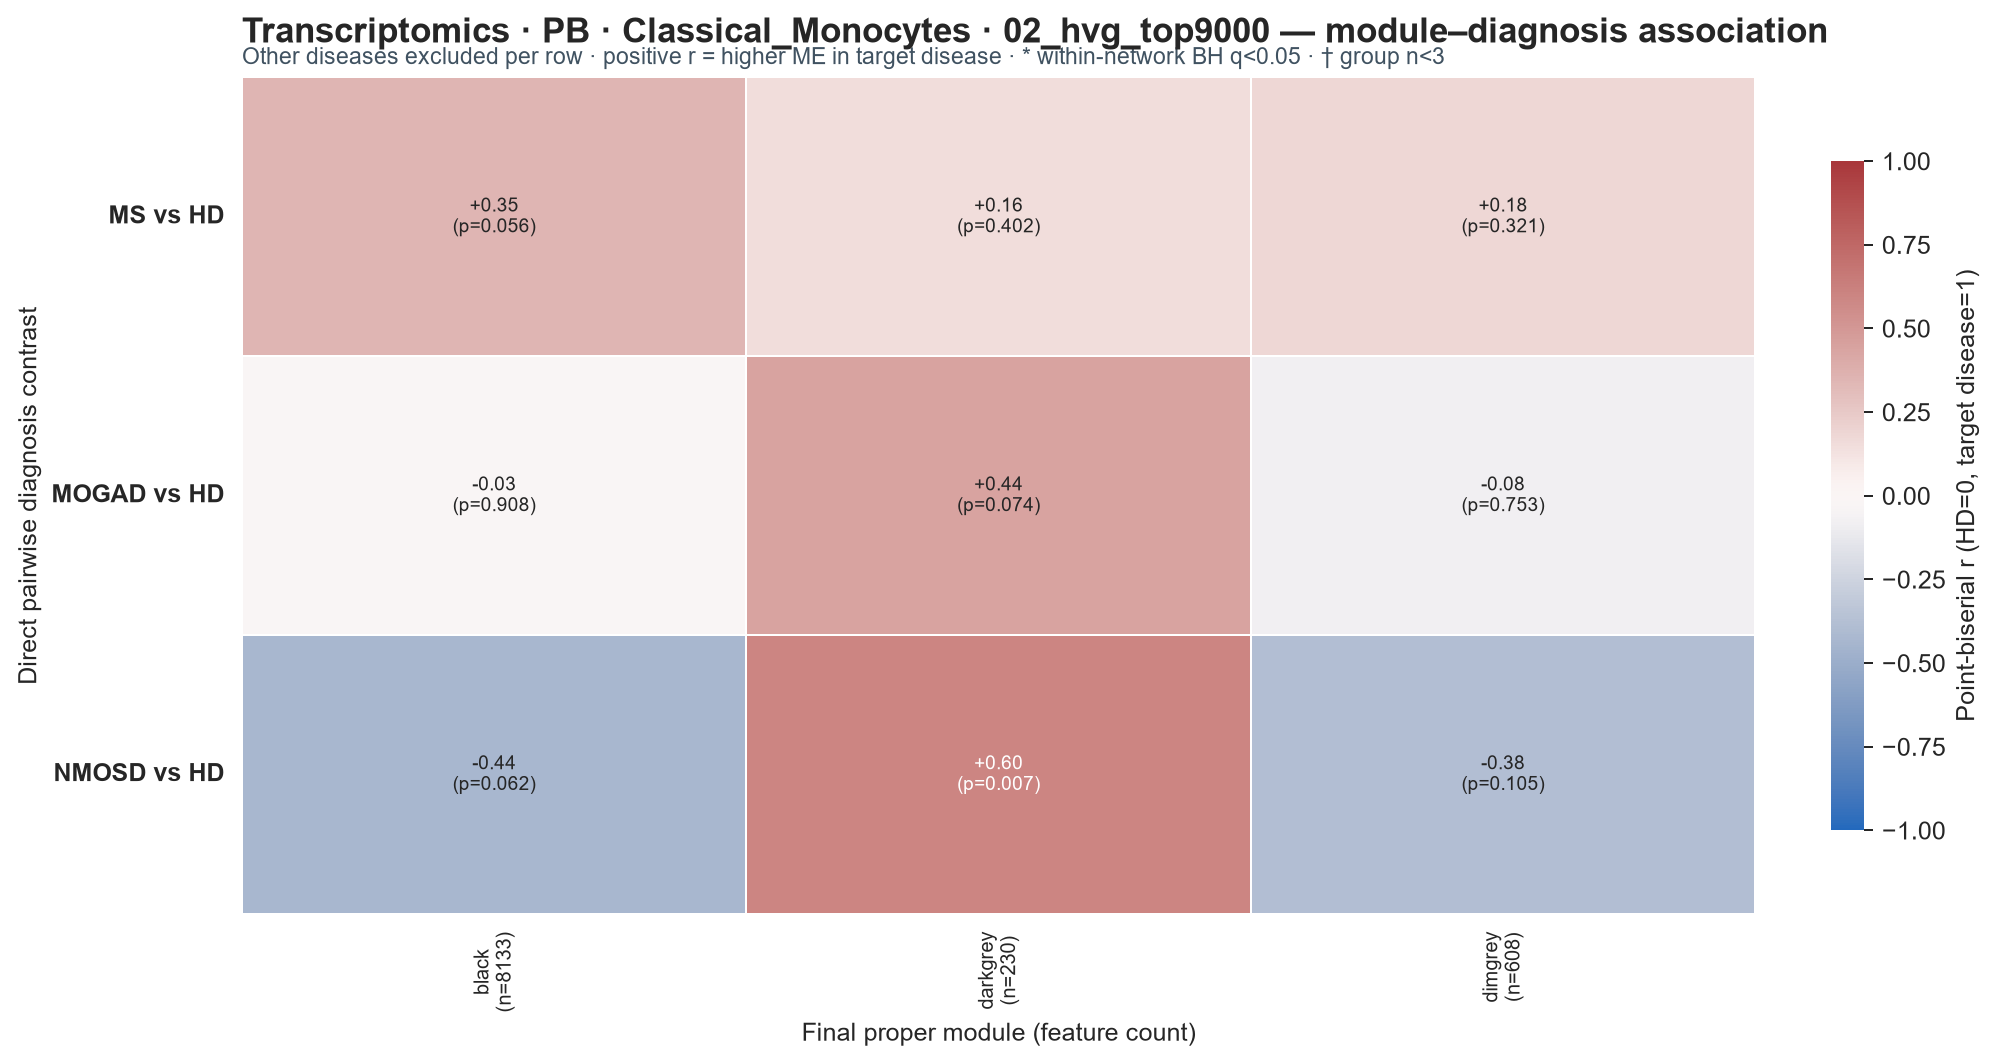 Transcriptomics · PB · Classical_Monocytes · 02_hvg_top9000 — module–diagnosis association
Other diseases excluded per row · positive r = higher ME in target disease · * within-network BH q<0.05 · † group n<3
Direct pairwise diagnosis contrast
MS vs HD
+0.35
(p=0.056)
+0.16
(p=0.402)
+0.18
(p=0.321)
MOGAD vs HD
-0.03
(p=0.908)
+0.44
(p=0.074)
-0.08
(p=0.753)
NMOSD vs HD
-0.44
(p=0.062)
+0.60
(p=0.007)
-0.38
(p=0.105)
black
(n=8133)
darkgrey
(n=230)
dimgrey
(n=608)
Final proper module (feature count)
1.00
0.75
0.50
0.25
0.00
−0.25
−0.50
−0.75
−1.00
Point-biserial r (HD=0, target disease=1)